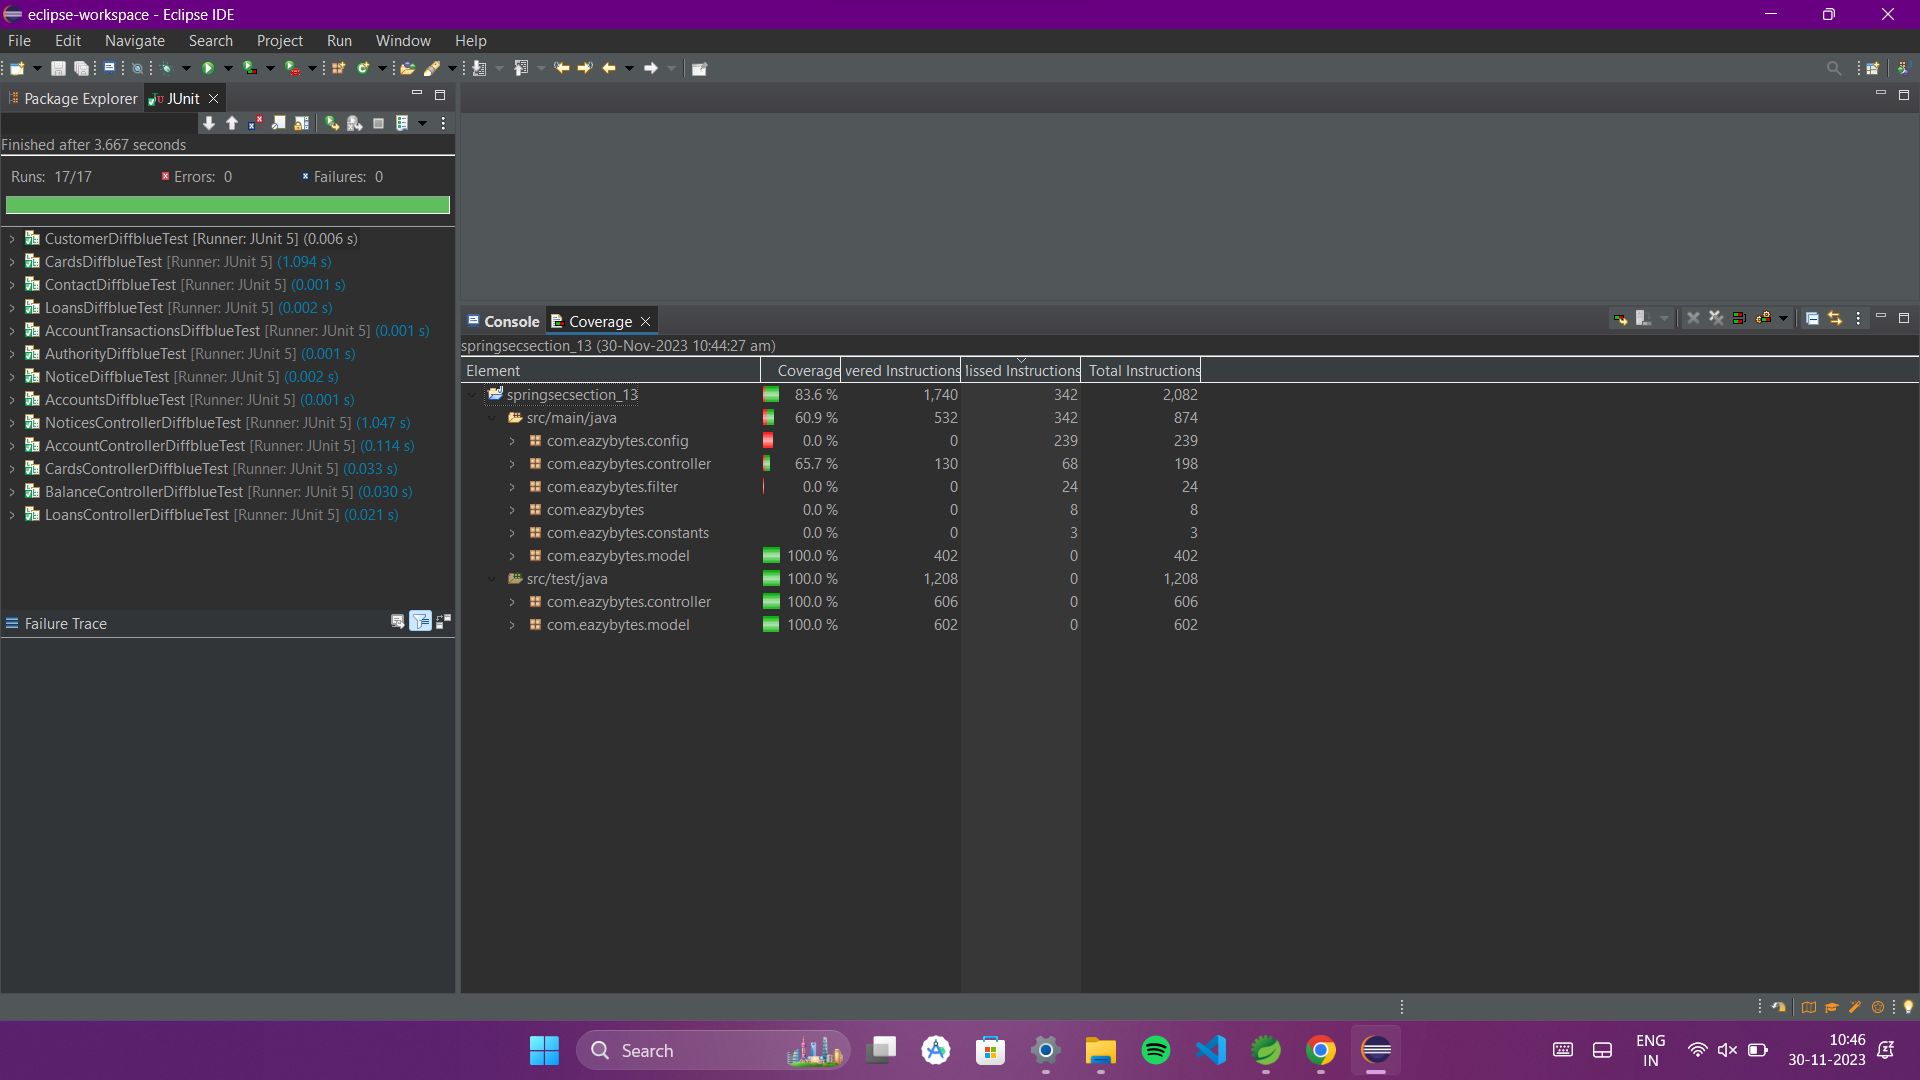 eclipse-workspace - Eclipse IDE
File Edit Navigate Search Project Run Window Help
Package Explorer JUnit
Finished after 3.667 seconds
Runs: 17/17 Errors: 0 Failures: 0
CustomerDiffblueTest [Runner: JUnit 5] (0.006 s)
CardsDiffblueTest [Runner: JUnit 5] (1.094 s)
ContactDiffblueTest [Runner: JUnit 5] (0.001 s)
LoansDiffblueTest [Runner: JUnit 5] (0.002 s)
AccountTransactionsDiffblueTest [Runner: JUnit 5] (0.001 s)
AuthorityDiffblueTest [Runner: JUnit 5] (0.001 s)
NoticeDiffblueTest [Runner: JUnit 5] (0.002 s)
AccountsDiffblueTest [Runner: JUnit 5] (0.001 s)
NoticesControllerDiffblueTest [Runner: JUnit 5] (1.047 s)
AccountControllerDiffblueTest [Runner: JUnit 5] (0.114 s)
CardsControllerDiffblueTest [Runner: JUnit 5] (0.033 s)
BalanceControllerDiffblueTest [Runner: JUnit 5] (0.030 s)
LoansControllerDiffblueTest [Runner: JUnit 5] (0.021 s)
Failure Trace
Console Coverage
springsecsection_13 (30-Nov-2023 10:44:27 am)
Element Coverage vered Instructions lissed Instructions Total Instructions
springsecsection_13 83.6 % 1,740 342 2,082
src/main/java 60.9 % 532 342 874
com.eazybytes.config 0.0 % 0 239 239
com.eazybytes.controller 65.7 % 130 68 198
com.eazybytes.filter 0.0 % 0 24 24
com.eazybytes 0.0 % 0 8 8
com.eazybytes.constants 0.0 % 0 3 3
com.eazybytes.model 100.0 % 402 0 402
src/test/java 100.0 % 1,208 0 1,208
com.eazybytes.controller 100.0 % 606 0 606
com.eazybytes.model 100.0 % 602 0 602
Search
ENG
IN
10:46
30-11-2023